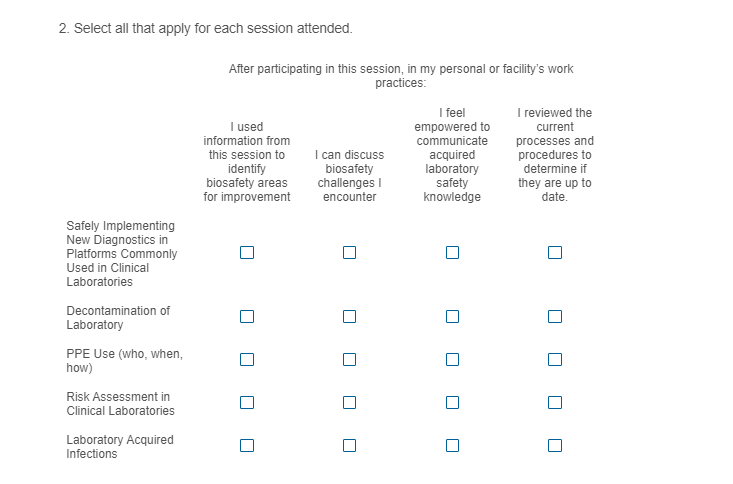 2. Select all that apply for each session attended.
After participating in this session, in my personal or facility's work
practices:
I used
information from
this session to
identify
biosafety areas
for improvement
I can discuss
biosafety
challenges I
encounter
I feel
empowered to
communicate
acquired
laboratory
safety
knowledge
I reviewed the
current
processes and
procedures to
determine if
they are up to
date.
Safely Implementing
New Diagnostics in
Platforms Commonly
Used in Clinical
Laboratories
Decontamination of
Laboratory
PPE Use (who, when,
how)
Risk Assessment in
Clinical Laboratories
Laboratory Acquired
Infections